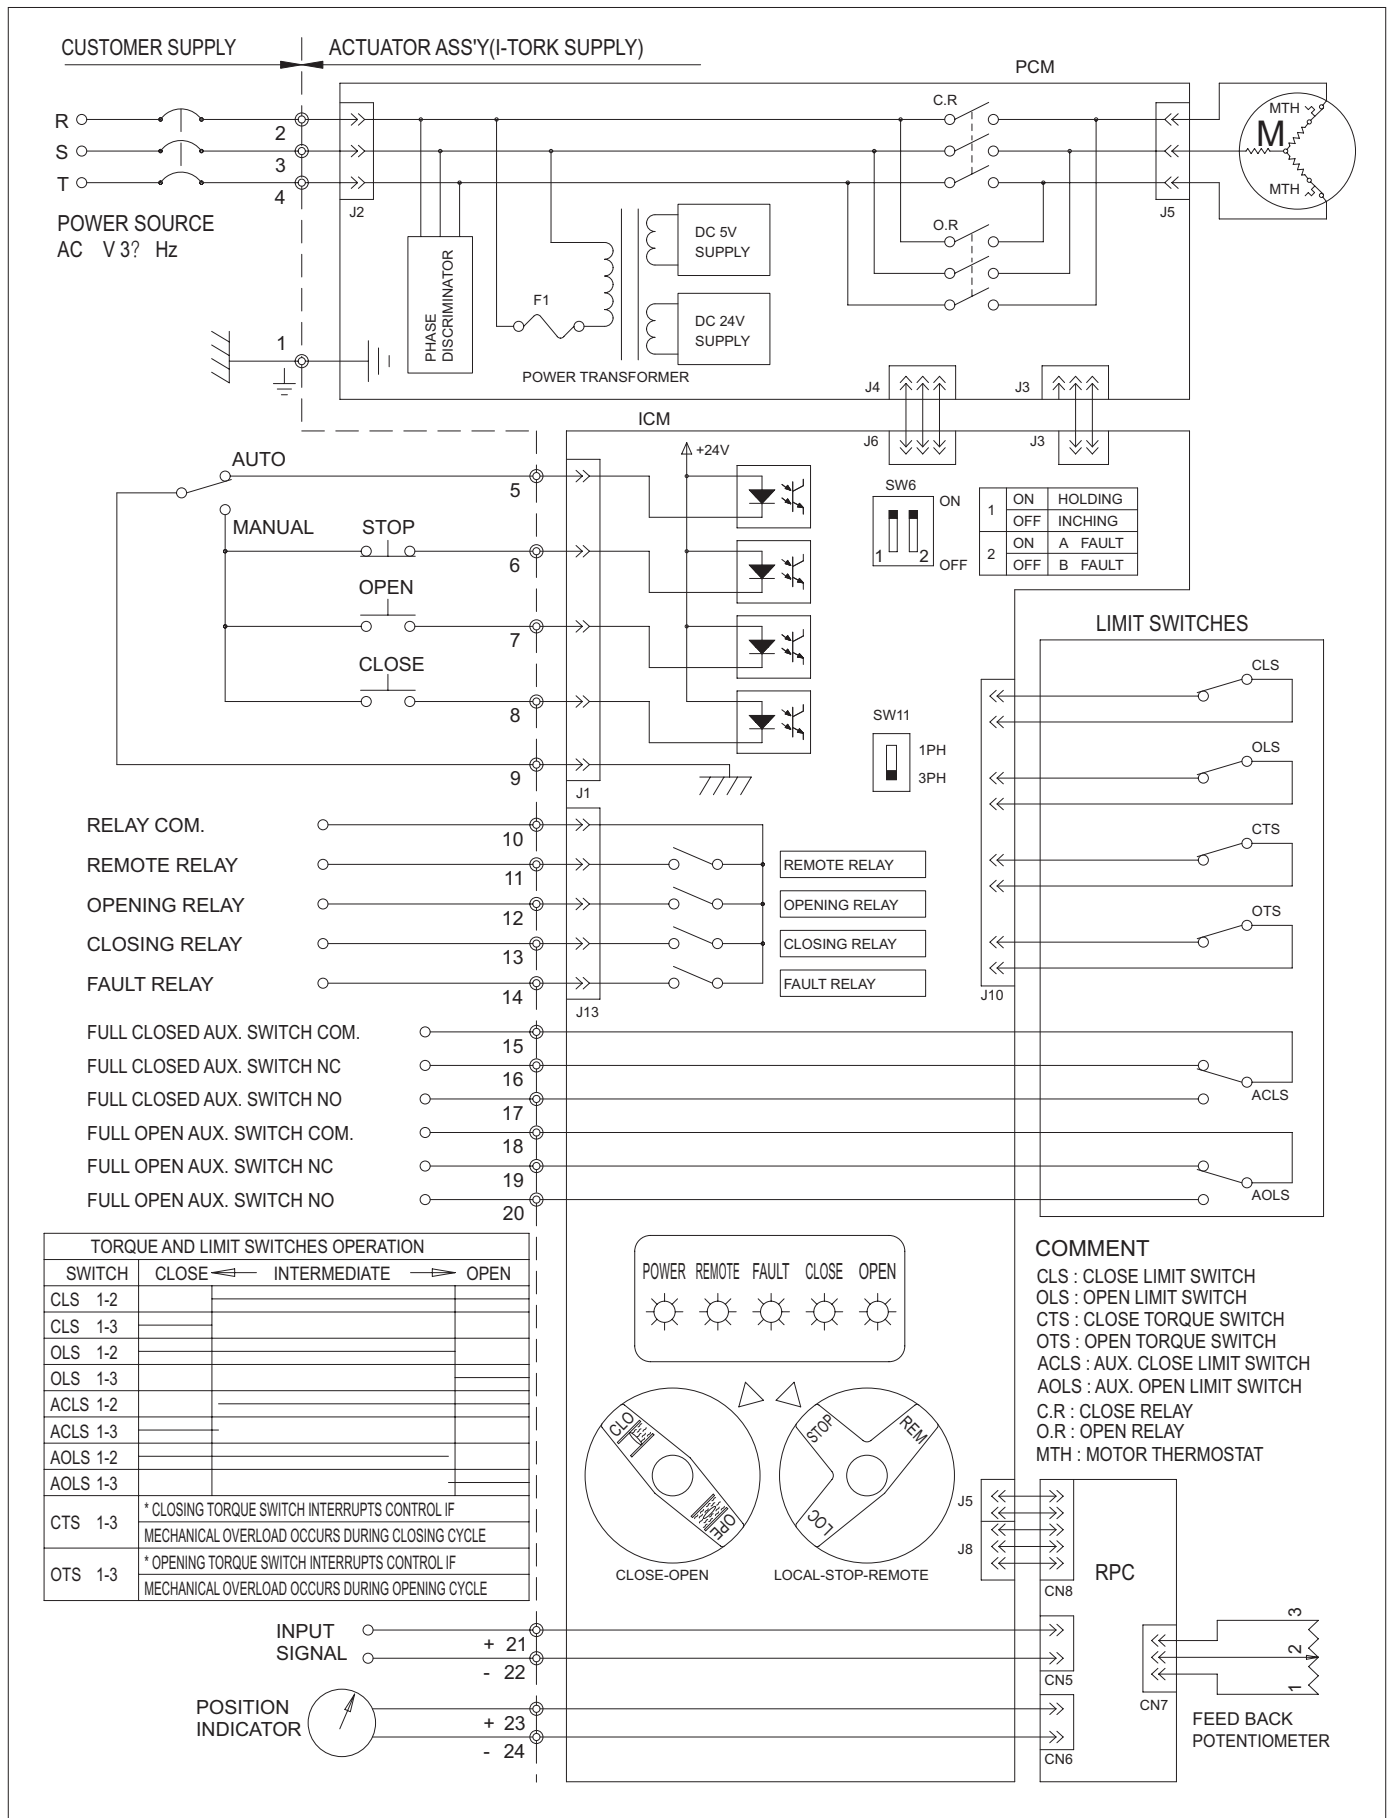 CUSTOMER SUPPLY
ACTUATOR ASS'Y(I-TORK SUPPLY)
PCM
R
S
T
2
3
4
J2
C.R
O.R
J5
MTH
M
MTH
POWER SOURCE
AC V 3? Hz
PHASE
DISCRIMINATOR
F1
DC 5V
SUPPLY
DC 24V
SUPPLY
POWER TRANSFORMER
1
J4
J3
ICM
J6
J3
+24V
AUTO
5
MANUAL
STOP
6
OPEN
7
CLOSE
8
9
J1
SW6
ON
1 2
OFF
1 ON HOLDING
OFF INCHING
2 ON A FAULT
OFF B FAULT
SW11
1PH
3PH
LIMIT SWITCHES
CLS
OLS
CTS
OTS
J10
RELAY COM.
10
REMOTE RELAY
11
REMOTE RELAY
OPENING RELAY
12
OPENING RELAY
CLOSING RELAY
13
CLOSING RELAY
FAULT RELAY
14
FAULT RELAY
J13
FULL CLOSED AUX. SWITCH COM.
15
FULL CLOSED AUX. SWITCH NC
16
FULL CLOSED AUX. SWITCH NO
17
ACLS
FULL OPEN AUX. SWITCH COM.
18
FULL OPEN AUX. SWITCH NC
19
FULL OPEN AUX. SWITCH NO
20
AOLS
TORQUE AND LIMIT SWITCHES OPERATION
SWITCH CLOSE INTERMEDIATE OPEN
CLS 1-2
CLS 1-3
OLS 1-2
OLS 1-3
ACLS 1-2
ACLS 1-3
AOLS 1-2
AOLS 1-3
CTS 1-3
* CLOSING TORQUE SWITCH INTERRUPTS CONTROL IF
MECHANICAL OVERLOAD OCCURS DURING CLOSING CYCLE
OTS 1-3
* OPENING TORQUE SWITCH INTERRUPTS CONTROL IF
MECHANICAL OVERLOAD OCCURS DURING OPENING CYCLE
POWER REMOTE FAULT CLOSE OPEN
CLO
OPE
CLOSE-OPEN
STOP
REM
LOC
LOCAL-STOP-REMOTE
COMMENT
CLS : CLOSE LIMIT SWITCH
OLS : OPEN LIMIT SWITCH
CTS : CLOSE TORQUE SWITCH
OTS : OPEN TORQUE SWITCH
ACLS : AUX. CLOSE LIMIT SWITCH
AOLS : AUX. OPEN LIMIT SWITCH
C.R : CLOSE RELAY
O.R : OPEN RELAY
MTH : MOTOR THERMOSTAT
J5
J8
CN8
RPC
INPUT
SIGNAL
+ 21
- 22
CN5
POSITION
INDICATOR
+ 23
- 24
CN6
CN7
3
2
1
FEED BACK
POTENTIOMETER